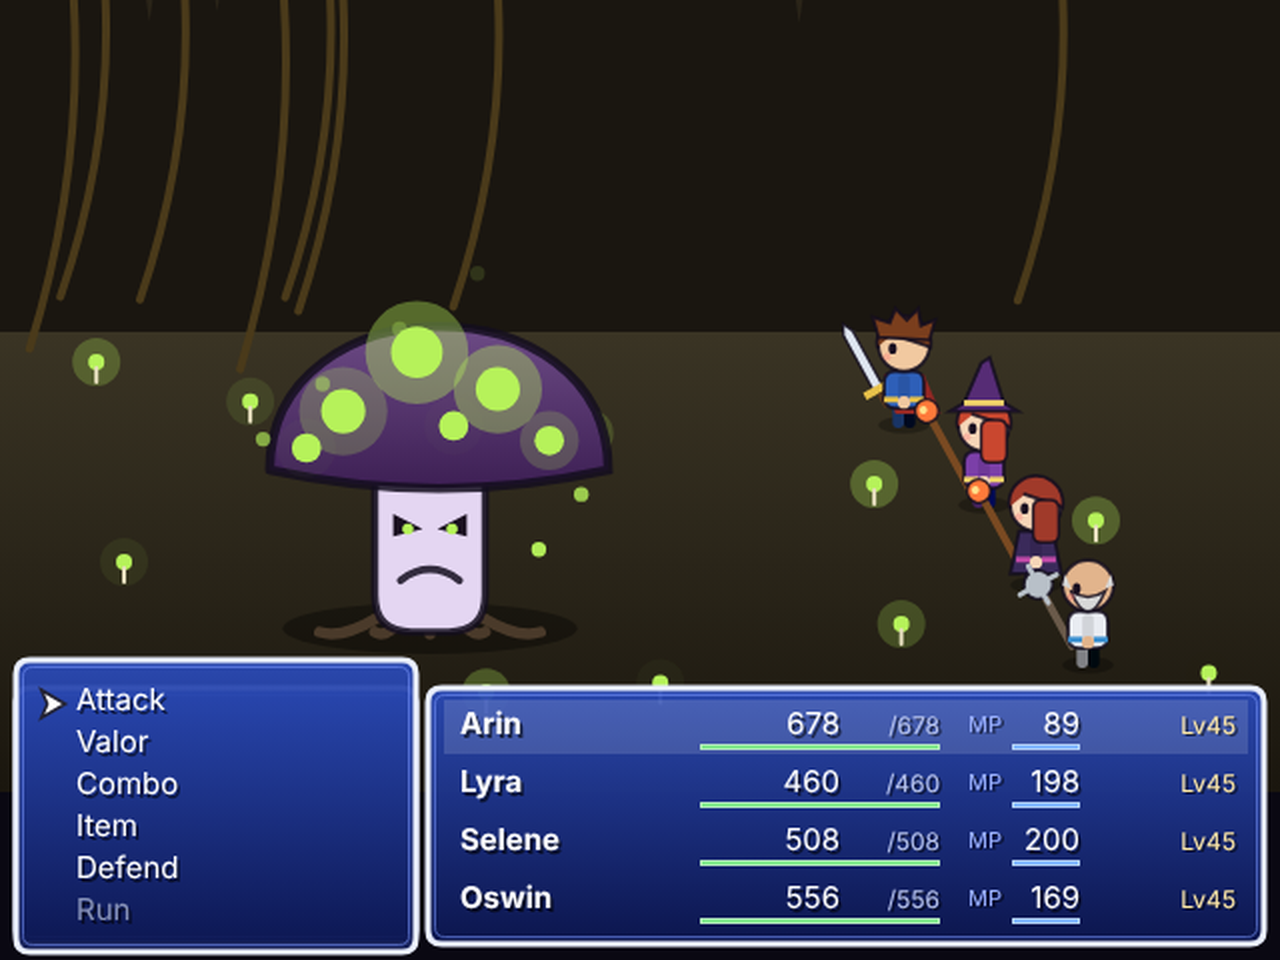 Attack
Valor
Combo
Item
Defend
Run
Arin 678 /678 MP 89 Lv45
Lyra 460 /460 MP 198 Lv45
Selene 508 /508 MP 200 Lv45
Oswin 556 /556 MP 169 Lv45